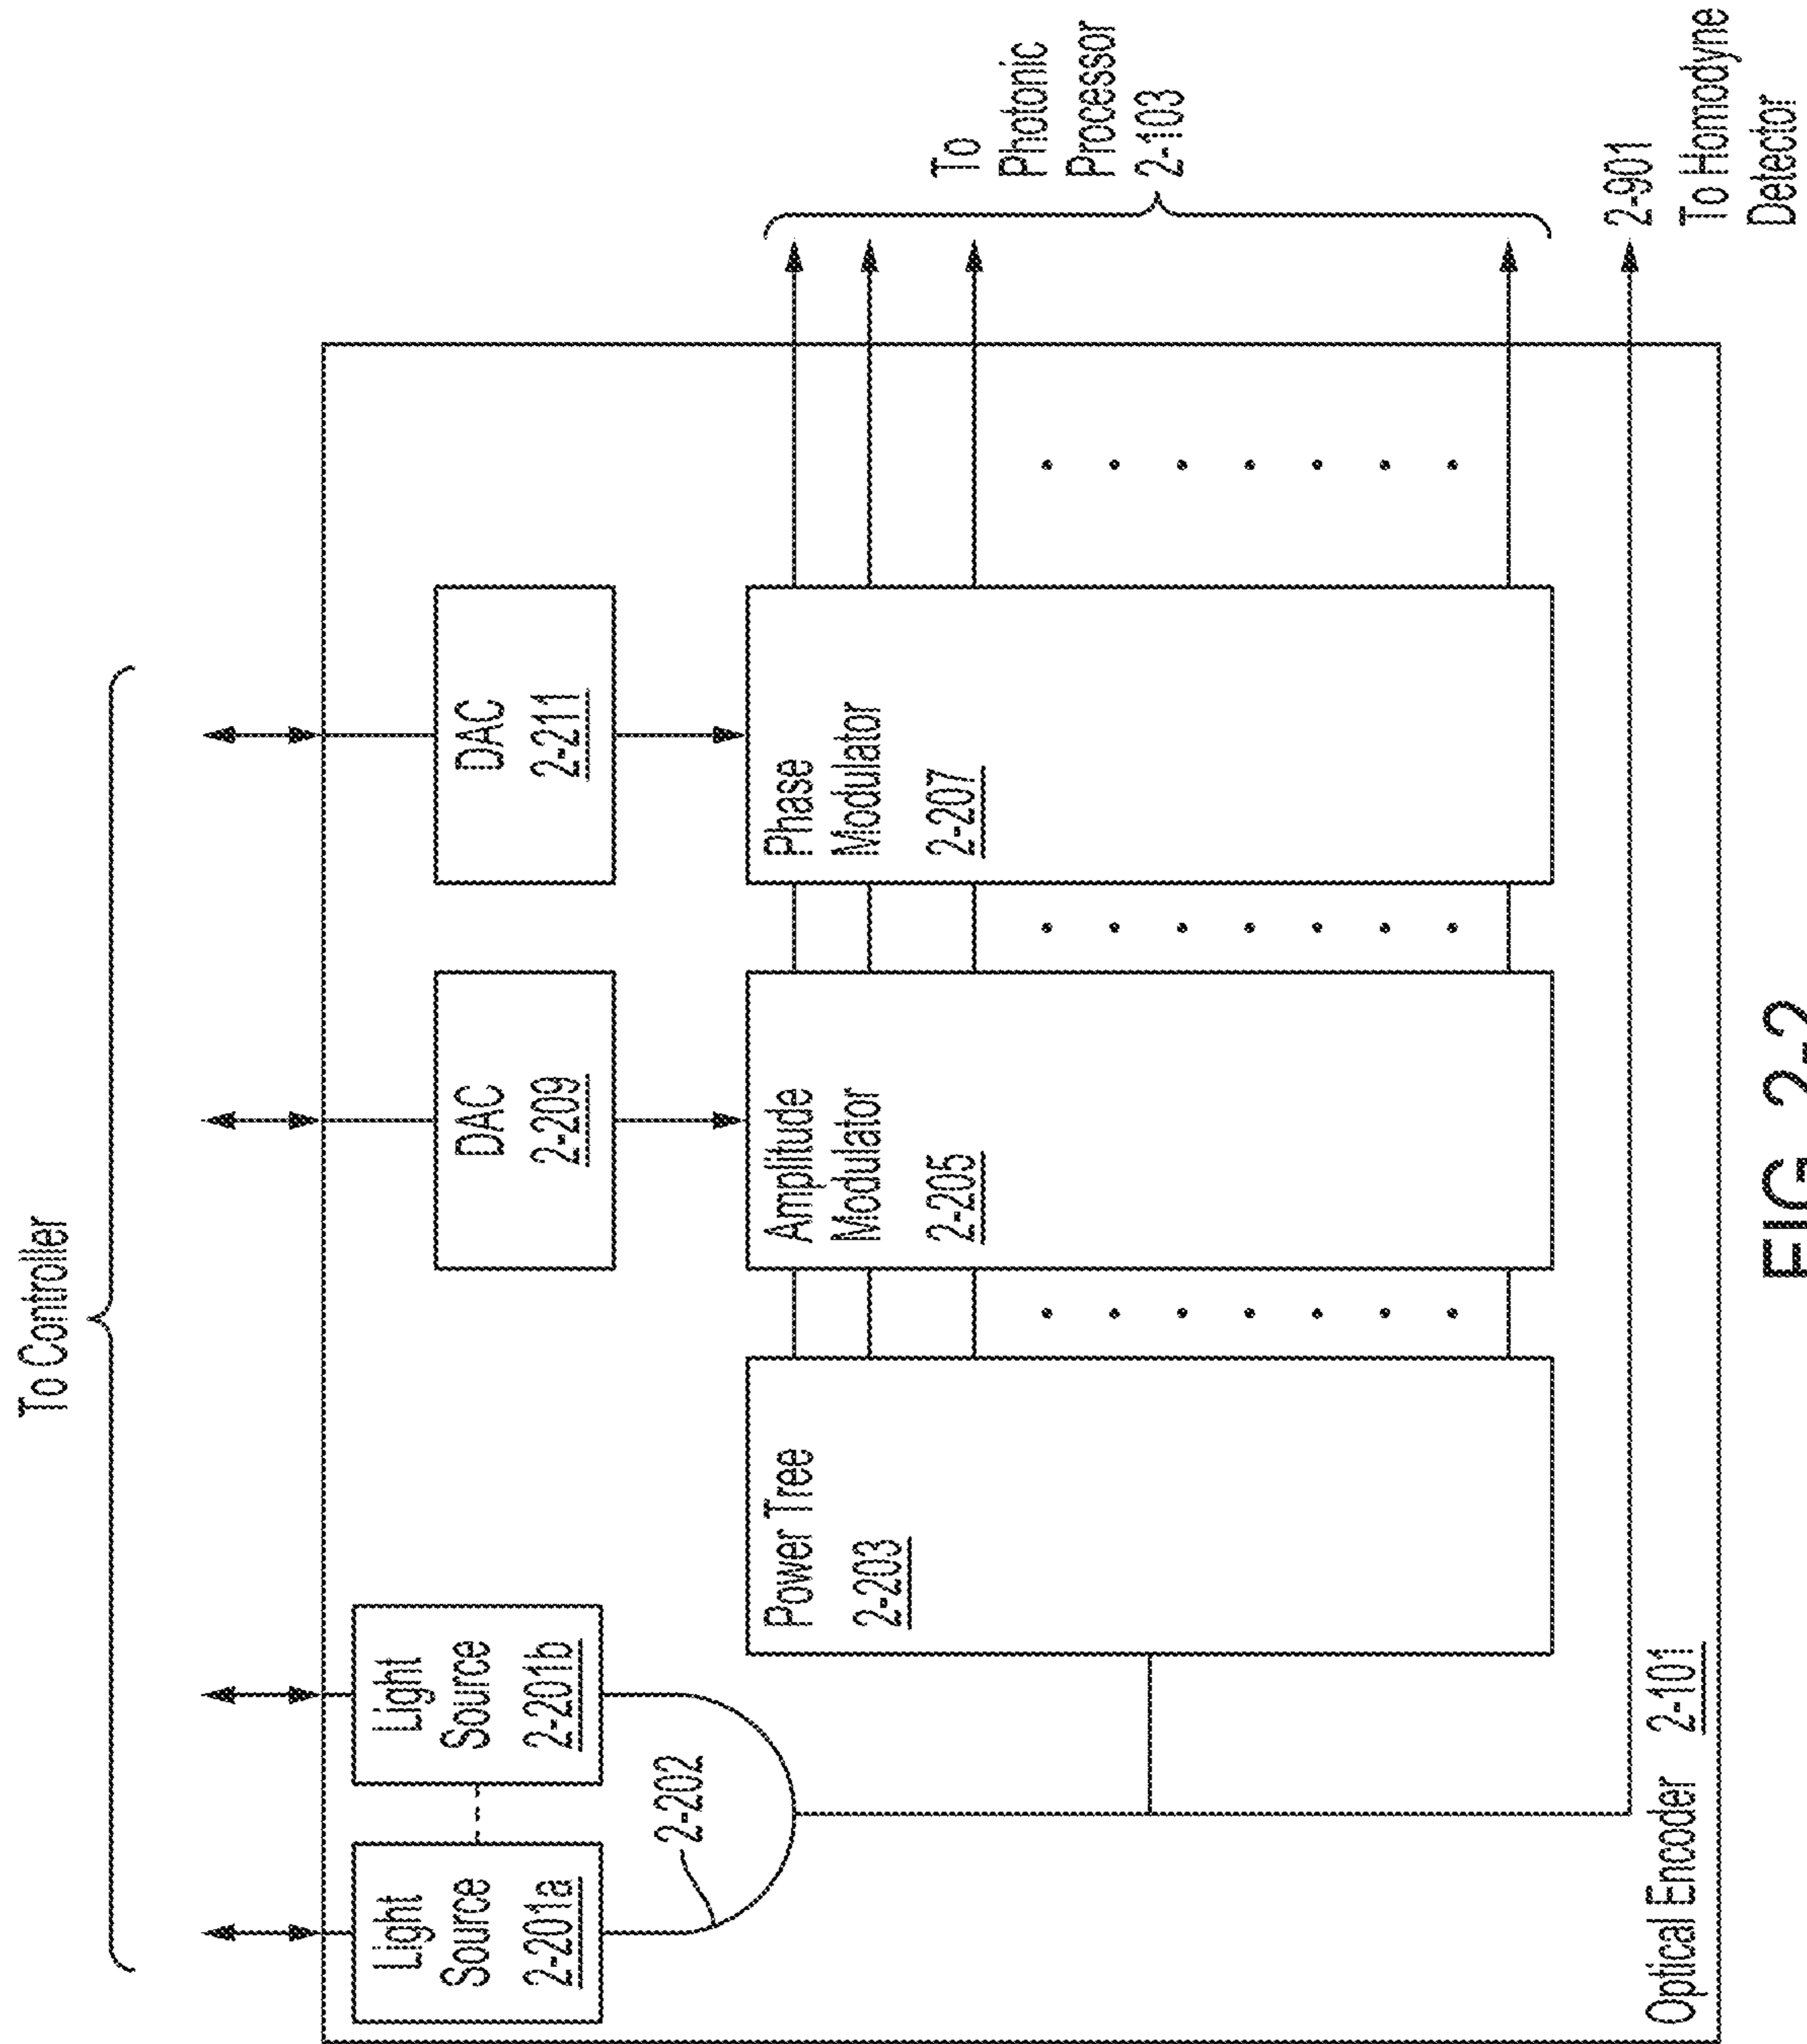 To Controller
Light
Source
2-201a
Light
Source
2-201b
2-202
DAC
2-209
DAC
2-211
Power Tree
2-203
Amplitude
Modulator
2-205
Phase
Modulator
2-207
To
Photonic
Processor
2-103
2-901
To Homodyne
Detector
Optical Encoder 2-101
FIG. 2-2